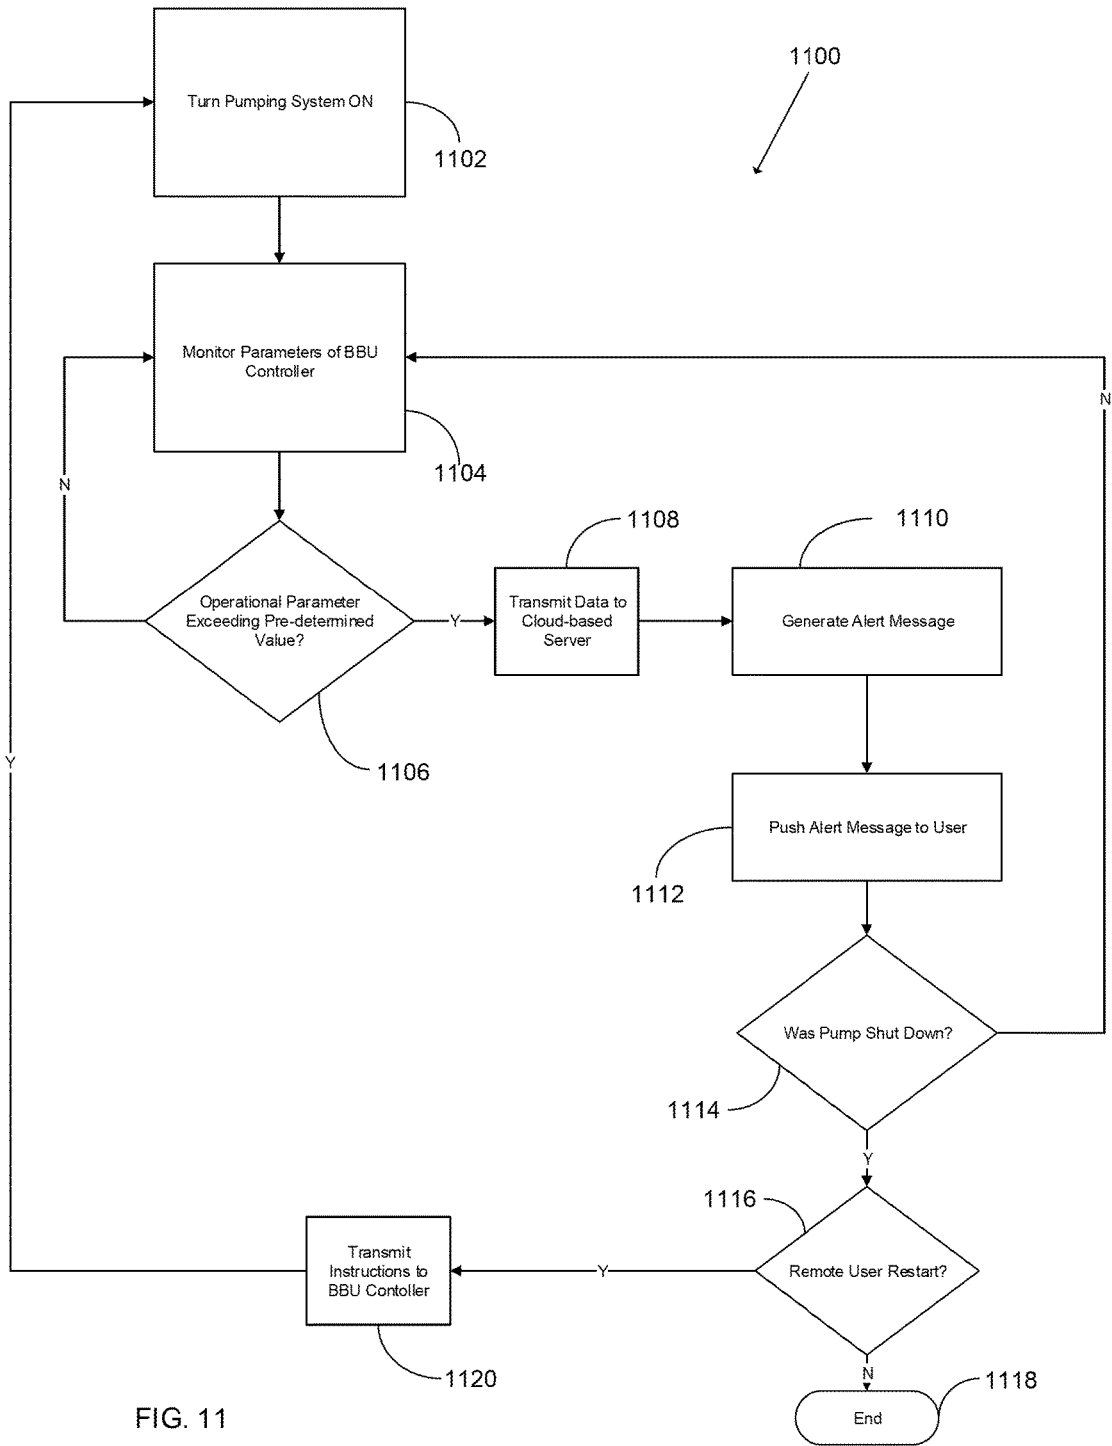 1100
Turn Pumping System ON
1102
Monitor Parameters of BBU
Controller
1104
N
N
Operational Parameter
Exceeding Pre-determined
Value?
1106
Y
1108
Transmit Data to
Cloud-based
Server
1110
Generate Alert Message
Push Alert Message to User
1112
Y
Was Pump Shut Down?
1114
Y
1116
Remote User Restart?
Y
Transmit
Instructions to
BBU Contoller
1120
N
1118
End
FIG. 11